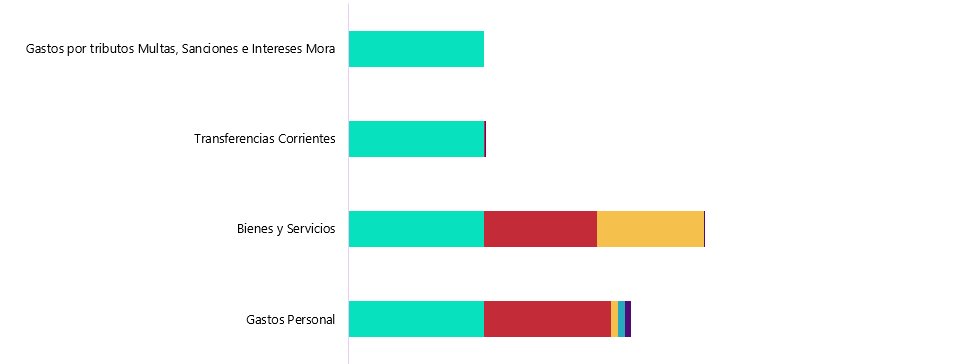 Gastos por tributos Multas, Sanciones e Intereses Mora
Transferencias Corrientes
Bienes y Servicios
Gastos Personal